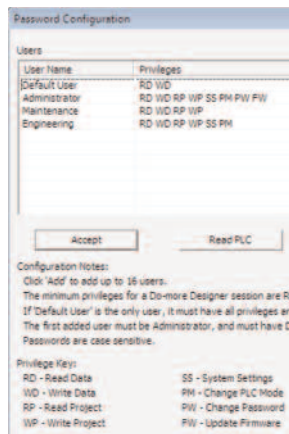 Password Configuration
Users
User Name Privileges
Default User RD WD
Administrator RD WD RP WP SS PM PW FW
Maintenance RD WD RP WP
Engineering RD WD RP WP SS PM
Accept Read PLC
Configuration Notes:
Click 'Add' to add up to 16 users.
The minimum privileges for a Do-more Designer session are R
If 'Default User' is the only user, it must have all privileges an
The first added user must be Administrator, and must have D
Passwords are case sensitive.
Privilege Key:
RD - Read Data SS - System Settings
WD - Write Data PM - Change PLC Mode
RP - Read Project PW - Change Password
WP - Write Project FW - Update Firmware